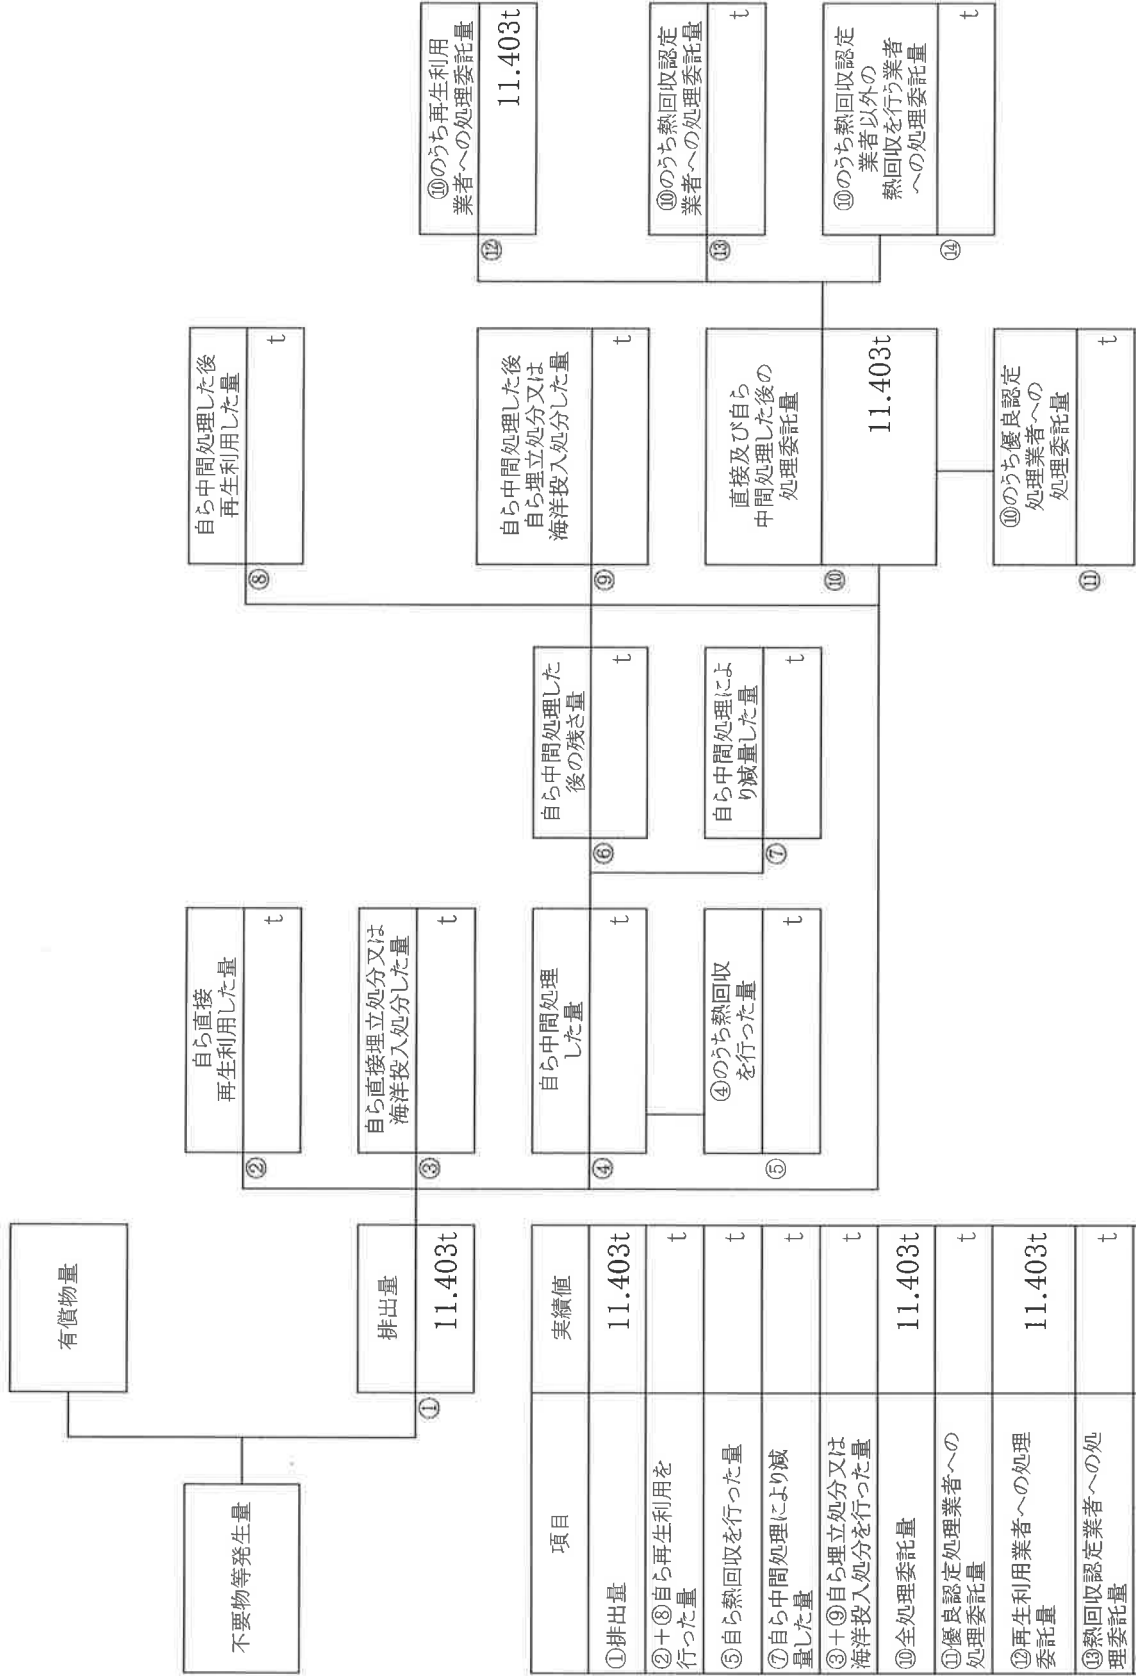 不要物等発生量
有償物量
①
排出量
11.403t
②
自ら直接
再生利用した量
t
③
自ら直接埋立処分又は
海洋投入処分した量
t
④
自ら中間処理
した量
t
⑤
④のうち熱回収
を行った量
t
⑥
自ら中間処理した
後の残さ量
t
⑦
自ら中間処理によ
り減量した量
t
⑧
自ら中間処理した後
再生利用した量
t
⑨
自ら中間処理した後
自ら埋立処分又は
海洋投入処分した量
t
⑩
直接及び自ら
中間処理した後の
処理委託量
11.403t
⑪
⑩のうち優良認定
処理業者への
処理委託量
t
⑫
⑩のうち再生利用
業者への処理委託量
11.403t
⑬
⑩のうち熱回収認定
業者への処理委託量
t
⑭
⑩のうち熱回収認定
業者以外の
熱回収を行う業者
への処理委託量
t
項目 実績値
①排出量 11.403t
②+⑧自ら再生利用を
行った量 t
⑤自ら熱回収を行った量 t
⑦自ら中間処理により減
量した量 t
③+⑨自ら埋立処分又は
海洋投入処分を行った量 t
⑩全処理委託量 11.403t
⑪優良認定処理業者への
処理委託量 t
⑫再生利用業者への処理
委託量 11.403t
⑬熱回収認定業者への処
理委託量 t